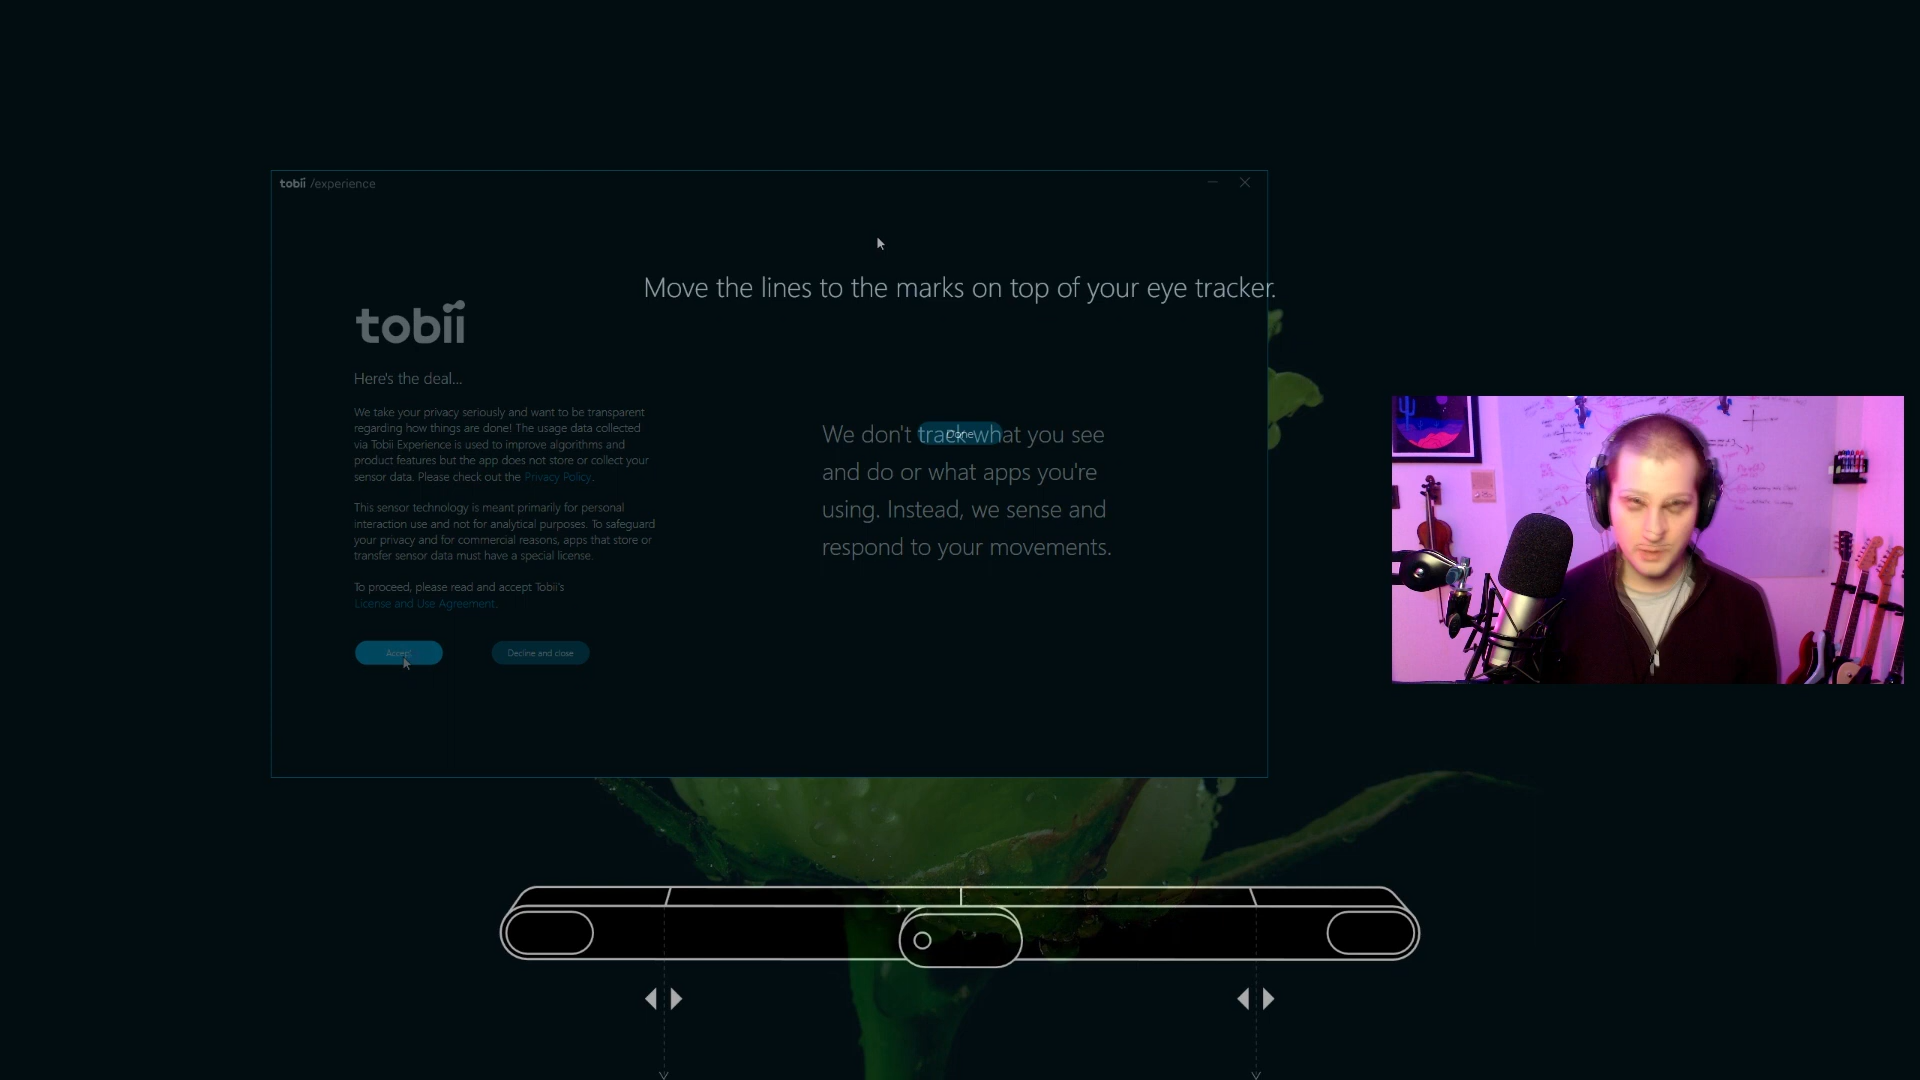 tobii /experience
Move the lines to the marks on top of your eye tracker.
tobii
Here's the deal...
We take your privacy seriously and want to be transparent
regarding how things are done! The usage data collected
via Tobii Experience is used to improve algorithms and
product features but the app does not store or collect your
sensor data. Please check out the Privacy Policy.
This sensor technology is meant primarily for personal
interaction use and not for analytical purposes. To safeguard
your privacy and for commercial reasons, apps that store or
transfer sensor data must have a special license.
To proceed, please read and accept Tobii's
License and Use Agreement.
Accept
Decline and close
We don't track what you see
and do or what apps you're
using. Instead, we sense and
respond to your movements.
Done